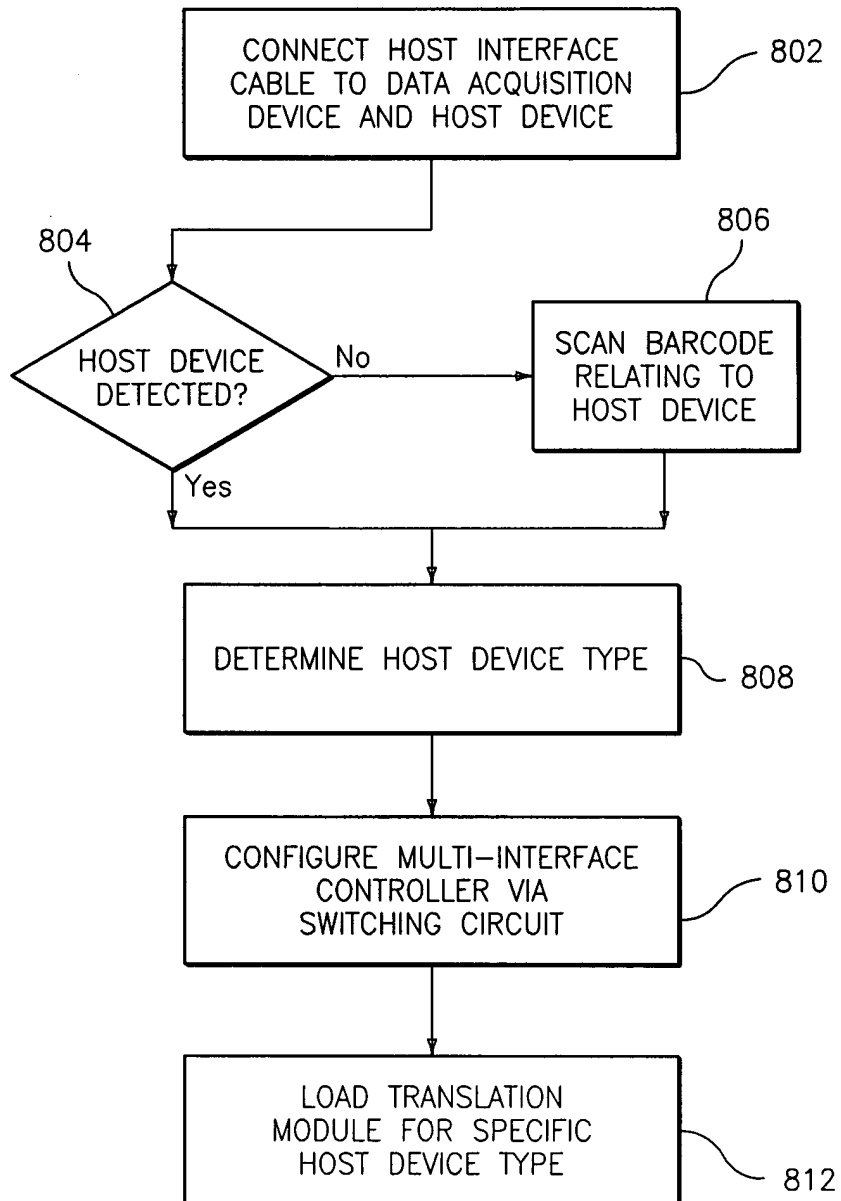 CONNECT HOST INTERFACE
CABLE TO DATA ACQUISITION
DEVICE AND HOST DEVICE
802
804
HOST DEVICE
DETECTED?
No
Yes
806
SCAN BARCODE
RELATING TO
HOST DEVICE
DETERMINE HOST DEVICE TYPE
808
CONFIGURE MULTI-INTERFACE
CONTROLLER VIA
SWITCHING CIRCUIT
810
LOAD TRANSLATION
MODULE FOR SPECIFIC
HOST DEVICE TYPE
812